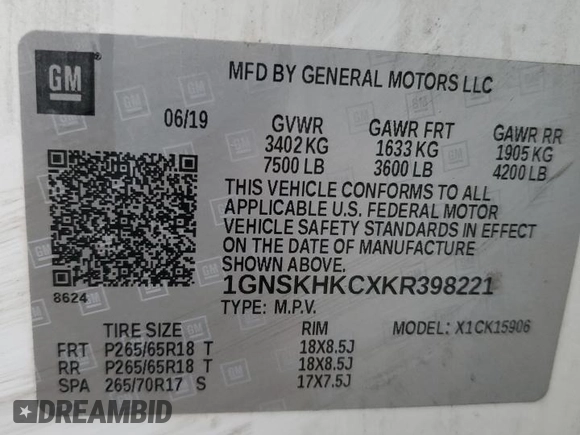 GM
MFD BY GENERAL MOTORS LLC
06/19
GVWR GAWR FRT GAWR RR
3402 KG 1633 KG 1905 KG
7500 LB 3600 LB 4200 LB
THIS VEHICLE CONFORMS TO ALL
APPLICABLE U.S. FEDERAL MOTOR
VEHICLE SAFETY STANDARDS IN EFFECT
ON THE DATE OF MANUFACTURE
SHOWN ABOVE.
8624
1GNSKHKCXKR398221
TYPE: M.P.V.
TIRE SIZE RIM MODEL: X1CK15906
FRT P265/65R18 T 18X8.5J
RR P265/65R18 T 18X8.5J
SPA 265/70R17 S 17X7.5J
DREAMBID